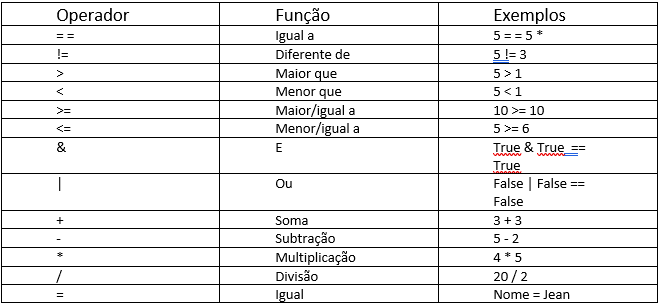 Operador Função Exemplos
= = Igual a 5 = = 5 *
!= Diferente de 5 != 3
> Maior que 5 > 1
< Menor que 5 < 1
>= Maior/igual a 10 >= 10
<= Menor/igual a 5 >= 6
& E True & True ==
True
| Ou False | False ==
False
+ Soma 3 + 3
- Subtração 5 - 2
* Multiplicação 4 * 5
/ Divisão 20 / 2
= Igual Nome = Jean